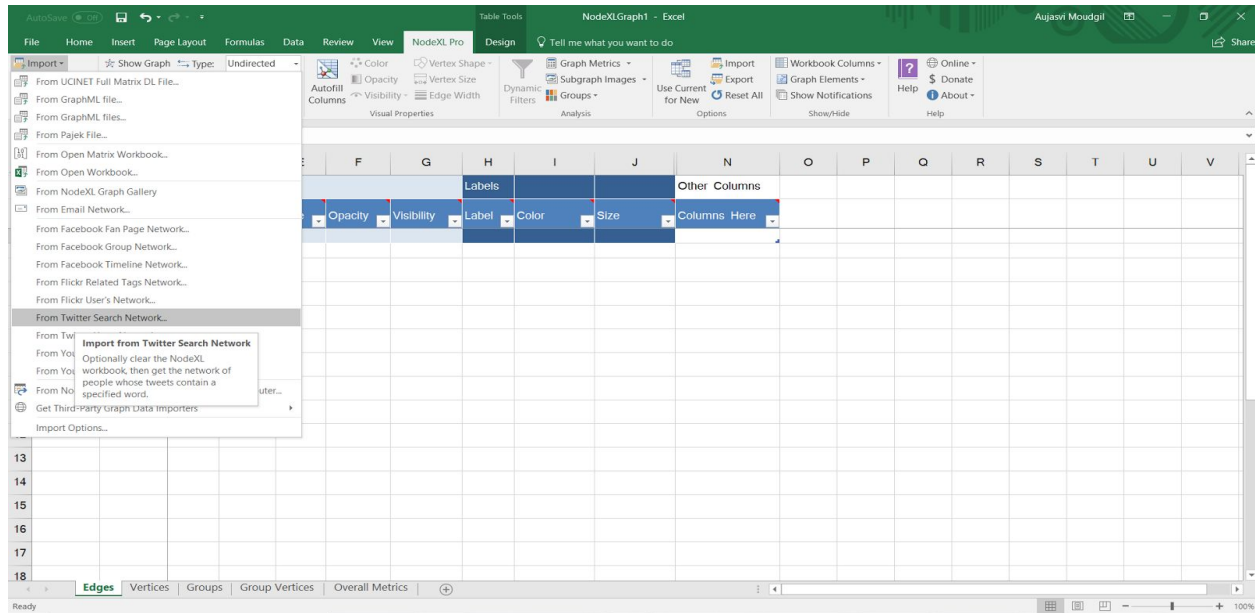 AutoSave Off
Table Tools
NodeXLGraph1 - Excel
Aujasvi Moudgil
File Home Insert Page Layout Formulas Data Review View NodeXL Pro Design Tell me what you want to do Share
Import
Show Graph Type: Undirected
From UCINET Full Matrix DL File...
From GraphML file...
From GraphML files...
From Pajek File...
From Open Matrix Workbook...
From Open Workbook...
From NodeXL Graph Gallery
From Email Network...
From Facebook Fan Page Network...
From Facebook Group Network...
From Facebook Timeline Network...
From Flickr Related Tags Network...
From Flickr User's Network...
From Twitter Search Network...
From Tw
Import from Twitter Search Network
Optionally clear the NodeXL
workbook, then get the network of
people whose tweets contain a
specified word.
From You
From You
From No uter...
Get Third-Party Graph Data Importers
Import Options...
Autofill
Columns
Color Vertex Shape
Opacity Vertex Size
Visibility Edge Width
Visual Properties
Dynamic
Filters
Graph Metrics
Subgraph Images
Groups
Analysis
Use Current
for New
Import
Export
Reset All
Options
Workbook Columns
Graph Elements
Show Notifications
Show/Hide
Help
Online
$ Donate
About
Help
F G H I J N O P Q R S T U V
Labels Other Columns
Opacity Visibility Label Color Size Columns Here
13
14
15
16
17
18
Edges Vertices Groups Group Vertices Overall Metrics
Ready
100%